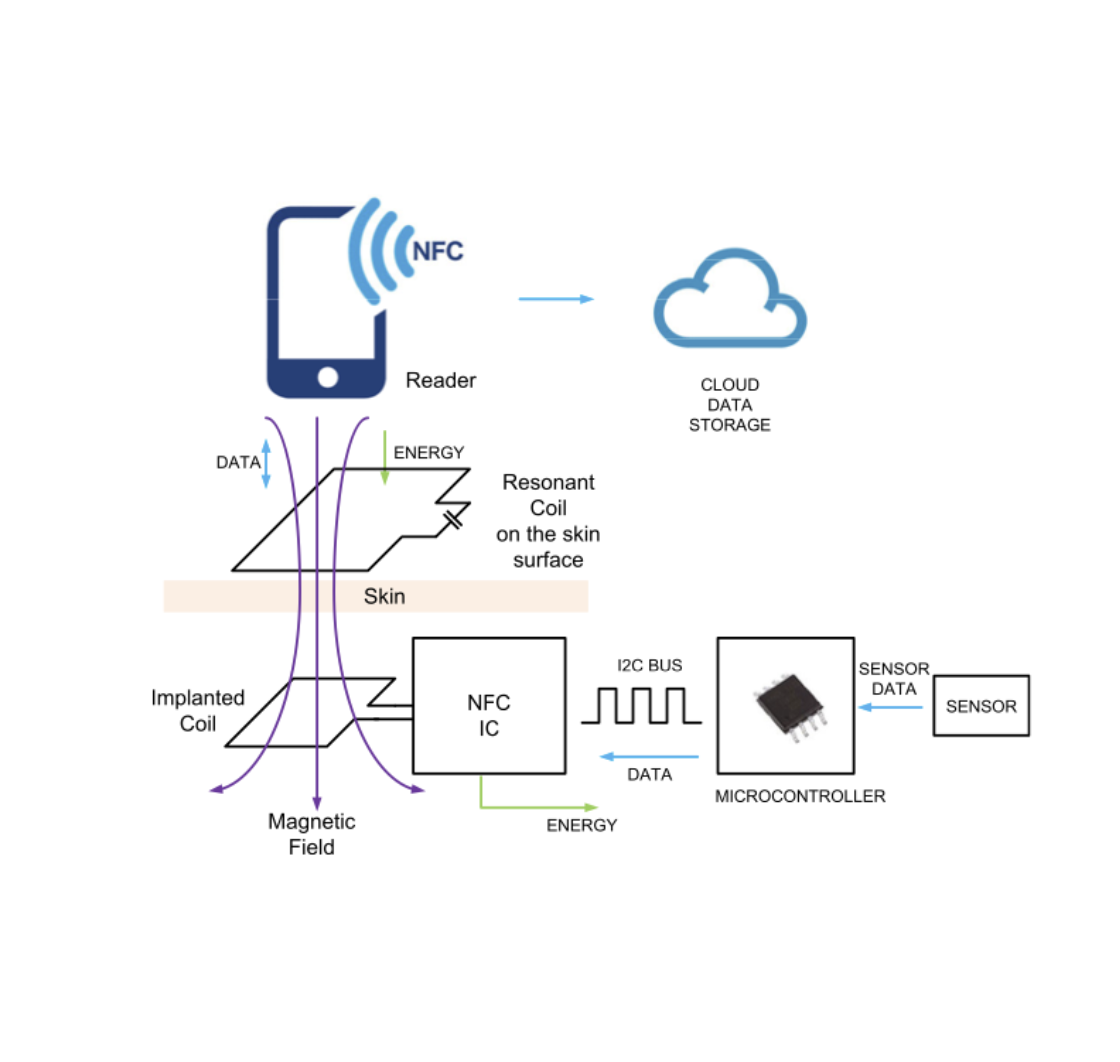 NFC
Reader
CLOUD
DATA
STORAGE
DATA
ENERGY
Resonant
Coil
on the skin
surface
Skin
Implanted
Coil
NFC
IC
I2C BUS
DATA
MICROCONTROLLER
SENSOR
DATA
SENSOR
ENERGY
Magnetic
Field